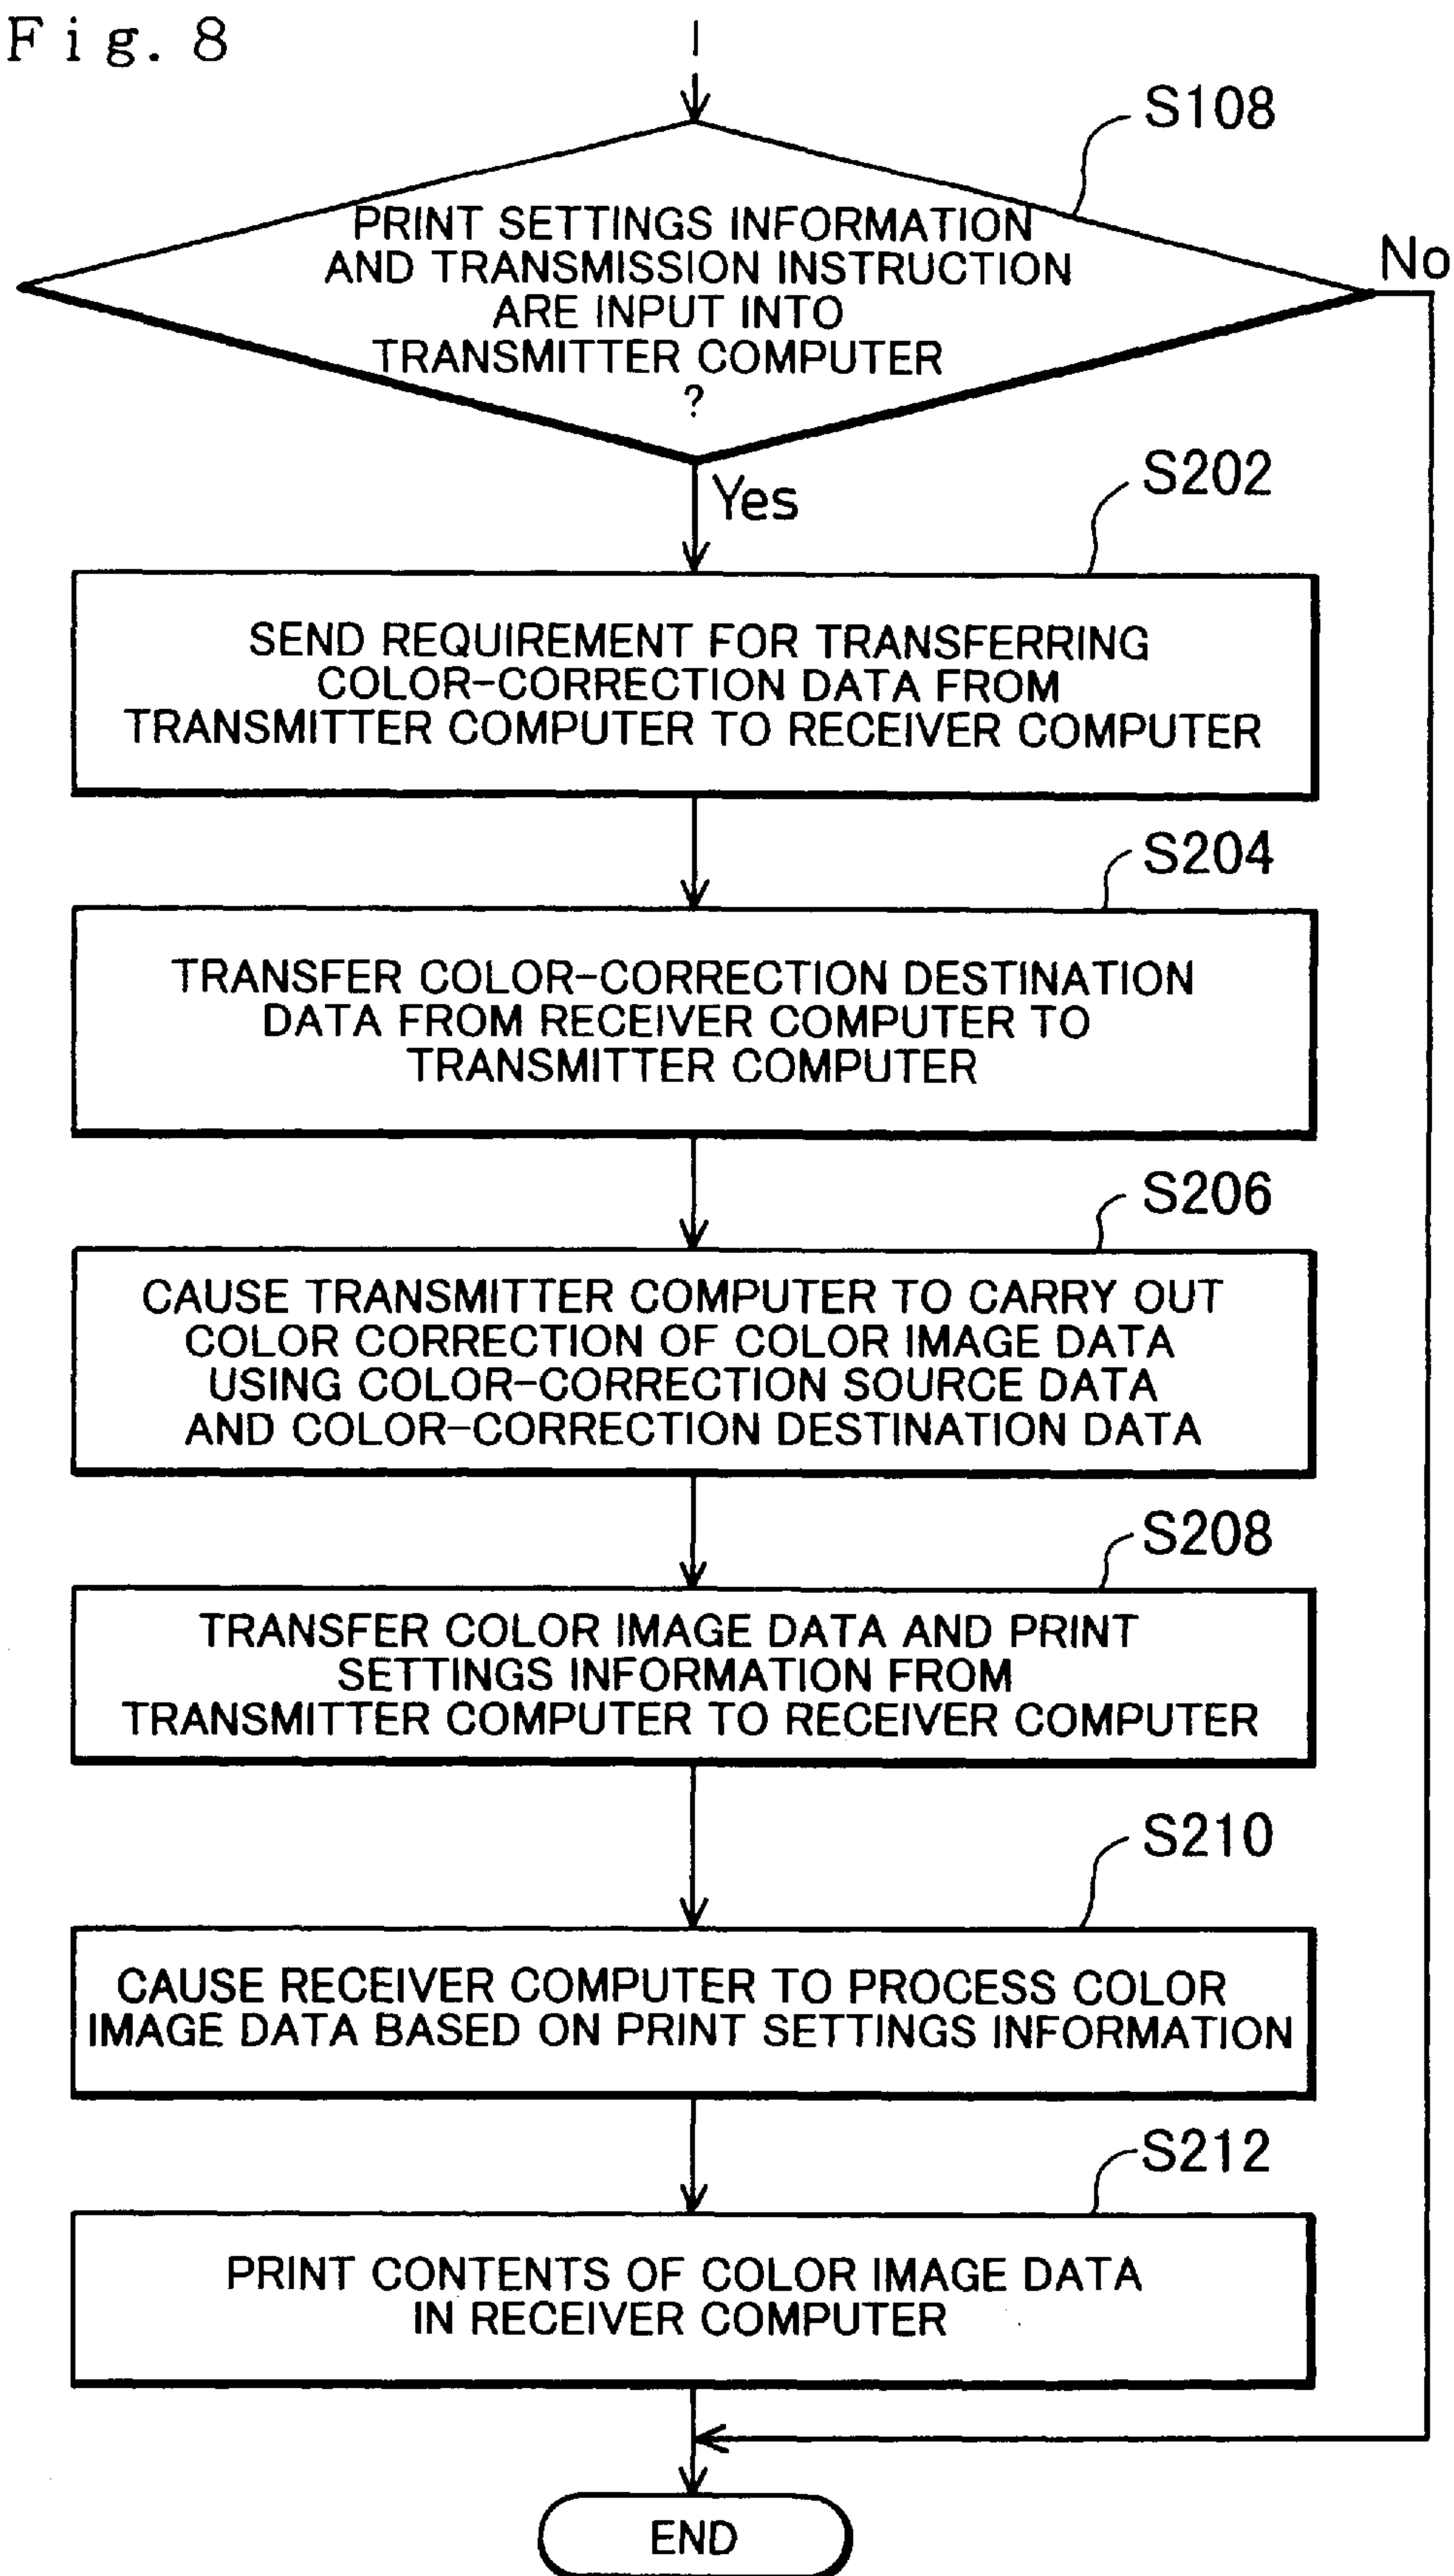 Fig. 8
S108
PRINT SETTINGS INFORMATION
AND TRANSMISSION INSTRUCTION
ARE INPUT INTO
TRANSMITTER COMPUTER
?
No
Yes
S202
SEND REQUIREMENT FOR TRANSFERRING
COLOR-CORRECTION DATA FROM
TRANSMITTER COMPUTER TO RECEIVER COMPUTER
S204
TRANSFER COLOR-CORRECTION DESTINATION
DATA FROM RECEIVER COMPUTER TO
TRANSMITTER COMPUTER
S206
CAUSE TRANSMITTER COMPUTER TO CARRY OUT
COLOR CORRECTION OF COLOR IMAGE DATA
USING COLOR-CORRECTION SOURCE DATA
AND COLOR-CORRECTION DESTINATION DATA
S208
TRANSFER COLOR IMAGE DATA AND PRINT
SETTINGS INFORMATION FROM
TRANSMITTER COMPUTER TO RECEIVER COMPUTER
S210
CAUSE RECEIVER COMPUTER TO PROCESS COLOR
IMAGE DATA BASED ON PRINT SETTINGS INFORMATION
S212
PRINT CONTENTS OF COLOR IMAGE DATA
IN RECEIVER COMPUTER
END